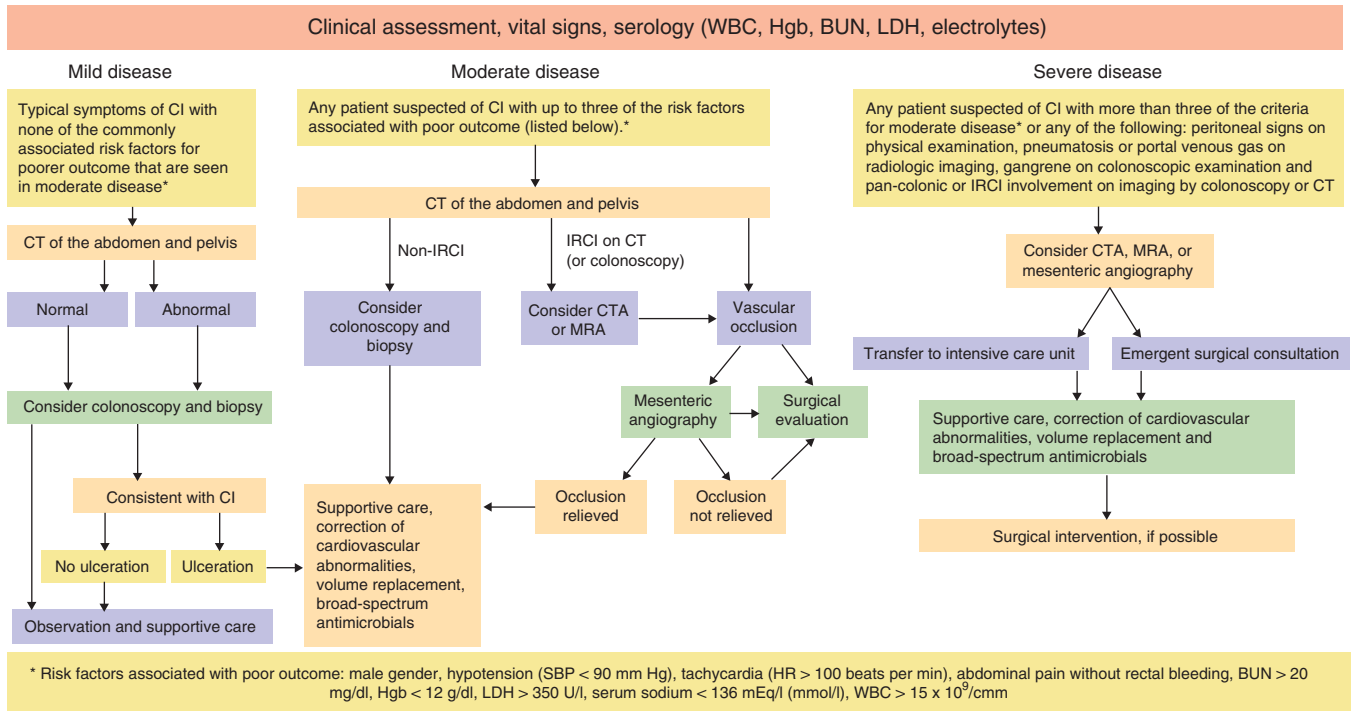 Clinical assessment, vital signs, serology (WBC, Hgb, BUN, LDH, electrolytes)
Mild disease
Typical symptoms of CI with
none of the commonly
associated risk factors for
poorer outcome that are seen
in moderate disease*
CT of the abdomen and pelvis
Normal
Abnormal
Consider colonoscopy and biopsy
Consistent with CI
No ulceration
Ulceration
Observation and supportive care
Moderate disease
Any patient suspected of CI with up to three of the risk factors
associated with poor outcome (listed below).*
CT of the abdomen and pelvis
Non-IRCI
IRCI on CT
(or colonoscopy)
Consider
colonoscopy and
biopsy
Consider CTA
or MRA
Vascular
occlusion
Mesenteric
angiography
Surgical
evaluation
Occlusion
relieved
Occlusion
not relieved
Supportive care,
correction of
cardiovascular
abnormalities,
volume replacement,
broad-spectrum
antimicrobials
Severe disease
Any patient suspected of CI with more than three of the criteria
for moderate disease* or any of the following: peritoneal signs on
physical examination, pneumatosis or portal venous gas on
radiologic imaging, gangrene on colonoscopic examination and
pan-colonic or IRCI involvement on imaging by colonoscopy or CT
Consider CTA, MRA, or
mesenteric angiography
Transfer to intensive care unit
Emergent surgical consultation
Supportive care, correction of cardiovascular
abnormalities, volume replacement and
broad-spectrum antimicrobials
Surgical intervention, if possible
* Risk factors associated with poor outcome: male gender, hypotension (SBP < 90 mm Hg), tachycardia (HR > 100 beats per min), abdominal pain without rectal bleeding, BUN > 20
mg/dl, Hgb < 12 g/dl, LDH > 350 U/l, serum sodium < 136 mEq/l (mmol/l), WBC > 15 x 10⁹/cmm